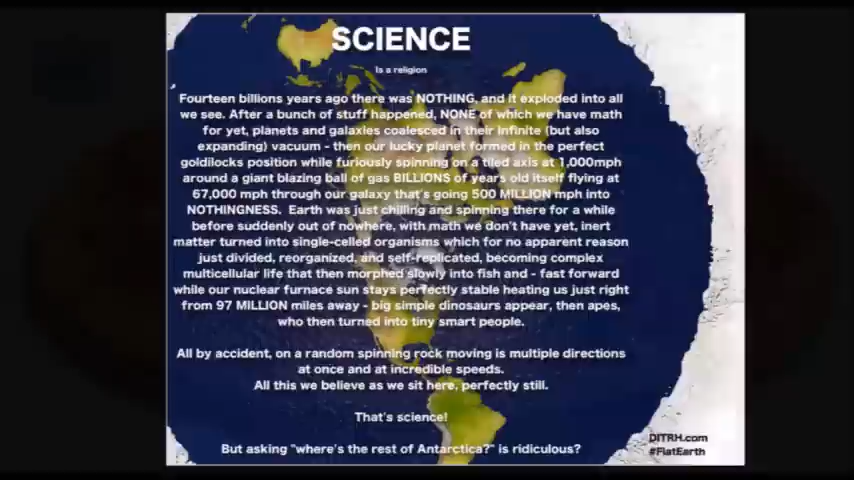 SCIENCE
Is a religion
Fourteen billions years ago there was NOTHING, and it exploded into all
we see. After a bunch of stuff happened, NONE of which we have math
for yet, planets and galaxies coalesced in their infinite (but also
expanding) vacuum - then our lucky planet formed in the perfect
goldilocks position while furiously spinning on a tiled axis at 1,000mph
around a giant blazing ball of gas BILLIONS of years old itself flying at
67,000 mph through our galaxy that's going 500 MILLION mph into
NOTHINGNESS. Earth was just chilling and spinning there for a while
before suddenly out of nowhere, with math we don't have yet, inert
matter turned into single-celled organisms which for no apparent reason
just divided, reorganized, and self-replicated, becoming complex
multicellular life that then morphed slowly into fish and - fast forward
while our nuclear furnace sun stays perfectly stable heating us just right
from 97 MILLION miles away - big simple dinosaurs appear, then apes,
who then turned into tiny smart people.
All by accident, on a random spinning rock moving is multiple directions
at once and at incredible speeds.
All this we believe as we sit here, perfectly still.
That's science!
But asking "where's the rest of Antarctica?" is ridiculous?
DITRH.com
#FlatEarth